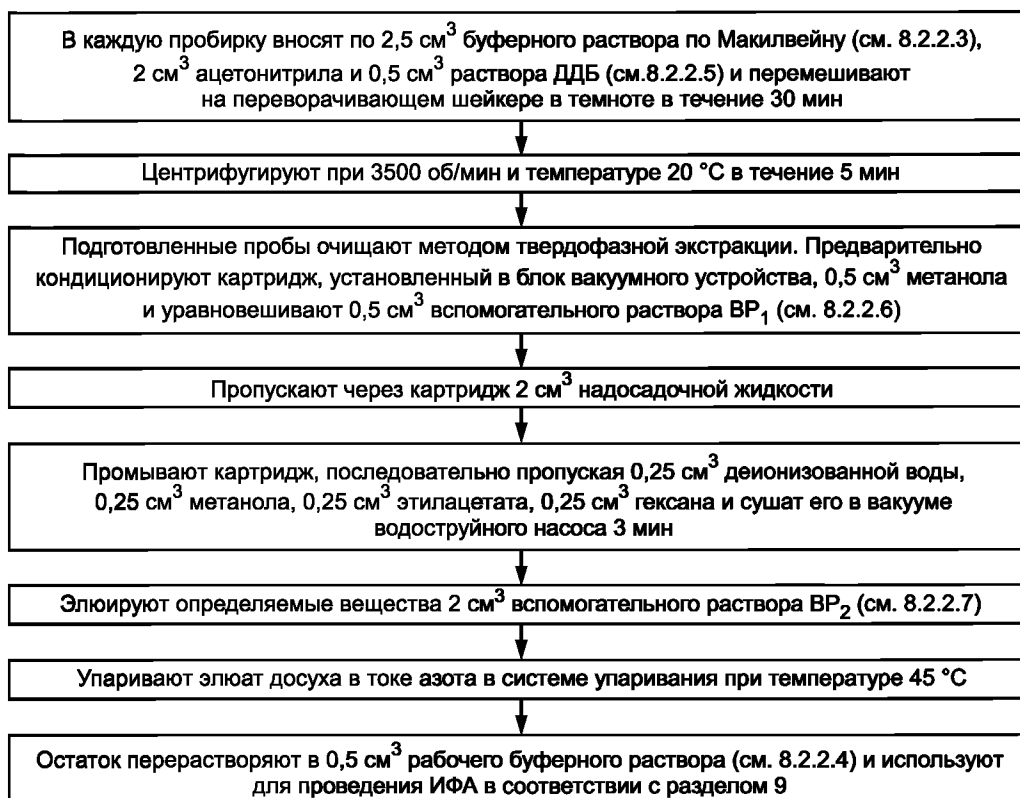 В каждую пробирку вносят по 2,5 см³ буферного раствора по Макилвейну (см. 8.2.2.3),
2 см³ ацетонитрила и 0,5 см³ раствора ДДБ (см.8.2.2.5) и перемешивают
на переворачивающем шейкере в темноте в течение 30 мин
Центрифугируют при 3500 об/мин и температуре 20 °С в течение 5 мин
Подготовленные пробы очищают методом твердофазной экстракции. Предварительно
кондиционируют картридж, установленный в блок вакуумного устройства, 0,5 см³ метанола
и уравновешивают 0,5 см³ вспомогательного раствора ВР₁ (см. 8.2.2.6)
Пропускают через картридж 2 см³ надосадочной жидкости
Промывают картридж, последовательно пропуская 0,25 см³ деионизованной воды,
0,25 см³ метанола, 0,25 см³ этилацетата, 0,25 см³ гексана и сушат его в вакууме
водоструйного насоса 3 мин
Элюируют определяемые вещества 2 см³ вспомогательного раствора ВР₂ (см. 8.2.2.7)
Упаривают элюат досуха в токе азота в системе упаривания при температуре 45 °С
Остаток перерастворяют в 0,5 см³ рабочего буферного раствора (см. 8.2.2.4) и используют
для проведения ИФА в соответствии с разделом 9